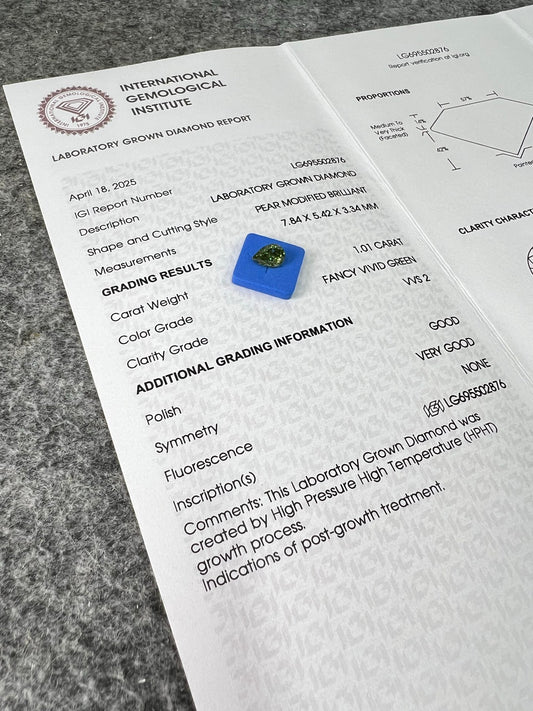 INTERNATIONAL
GEMOLOGICAL
INSTITUTE
LABORATORY GROWN DIAMOND REPORT
April 18, 2025
IGI Report Number LG695502876
Description LABORATORY GROWN DIAMOND
Shape and Cutting Style PEAR MODIFIED BRILLIANT
Measurements 7.84 X 5.42 X 3.34 MM
GRADING RESULTS
Carat Weight 1.01 CARAT
Color Grade FANCY VIVID GREEN
Clarity Grade VVS 2
ADDITIONAL GRADING INFORMATION
Polish GOOD
Symmetry VERY GOOD
Fluorescence NONE
Inscription(s) IGI LG695502876
Comments: This Laboratory Grown Diamond was
created by High Pressure High Temperature (HPHT)
growth process.
Indications of post-growth treatment.
LG695502876
Report verification at igi.org
PROPORTIONS
57%
Medium To
Very Thick
(Faceted)
14%
42%
Pointe
CLARITY CHARAC